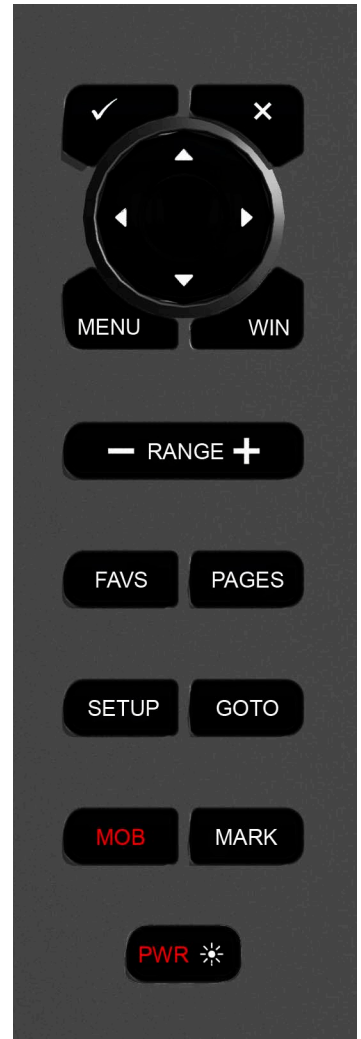 MENU WIN
RANGE
FAVS PAGES
SETUP GOTO
MOB MARK
PWR